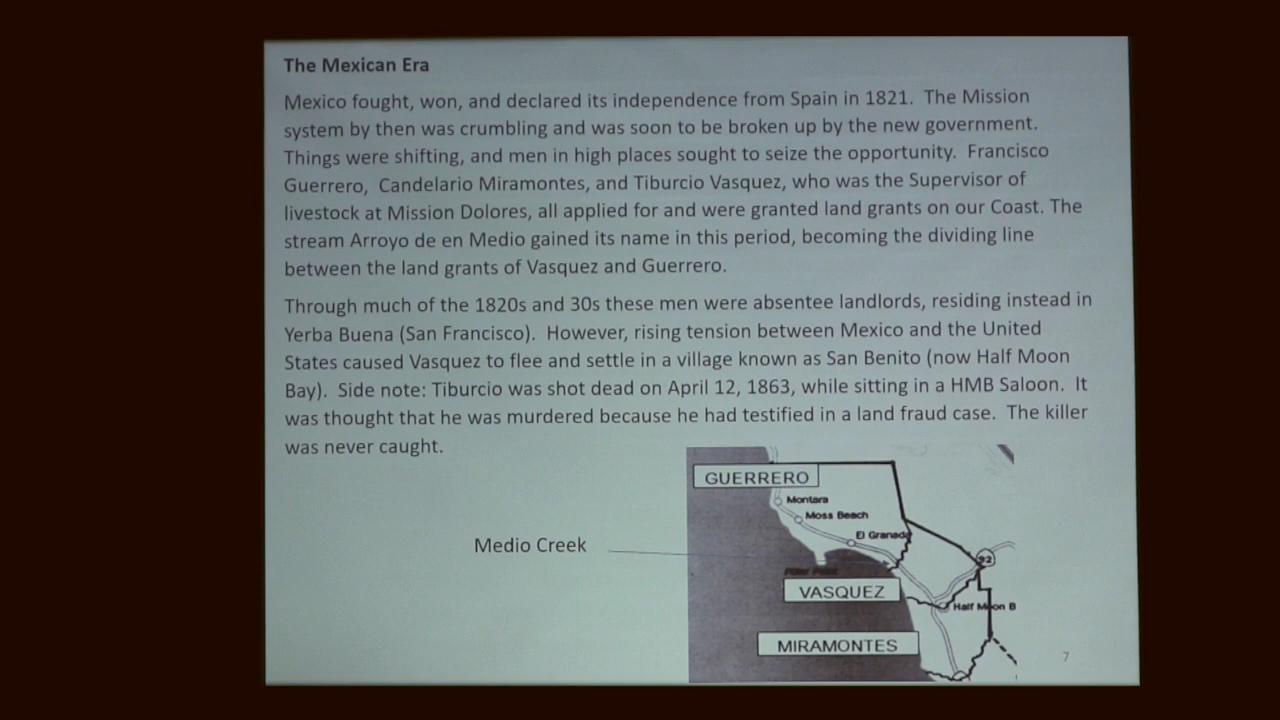 The Mexican Era
Mexico fought, won, and declared its independence from Spain in 1821.  The Mission
system by then was crumbling and was soon to be broken up by the new government.
Things were shifting, and men in high places sought to seize the opportunity.  Francisco
Guerrero,  Candelario Miramontes, and Tiburcio Vasquez, who was the Supervisor of
livestock at Mission Dolores, all applied for and were granted land grants on our Coast. The
stream Arroyo de en Medio gained its name in this period, becoming the dividing line
between the land grants of Vasquez and Guerrero.
Through much of the 1820s and 30s these men were absentee landlords, residing instead in
Yerba Buena (San Francisco).  However, rising tension between Mexico and the United
States caused Vasquez to flee and settle in a village known as San Benito (now Half Moon
Bay).  Side note: Tiburcio was shot dead on April 12, 1863, while sitting in a HMB Saloon.  It
was thought that he was murdered because he had testified in a land fraud case.  The killer
was never caught.
GUERRERO
Montara
Moss Beach
El Granada
Medio Creek
92
Pillar Point
VASQUEZ
Half Moon B
MIRAMONTES
7